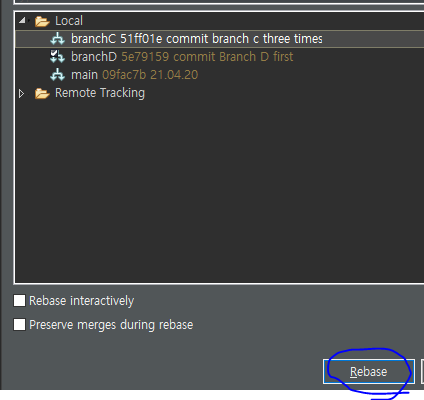 Local
branchC 51ff01e commit branch c three times
branchD 5e79159 commit Branch D first
main 09fac7b 21.04.20
Remote Tracking
Rebase interactively
Preserve merges during rebase
Rebase